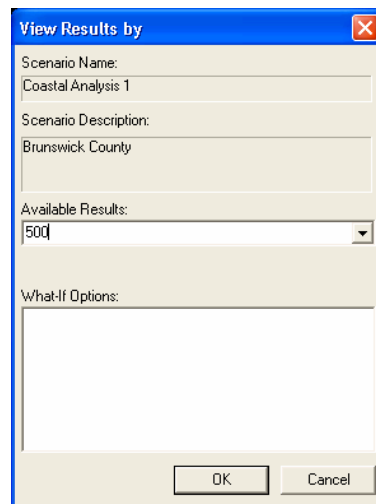 View Results by
Scenario Name:
Coastal Analysis 1
Scenario Description:
Brunswick County
Available Results:
500
What-If Options:
OK Cancel